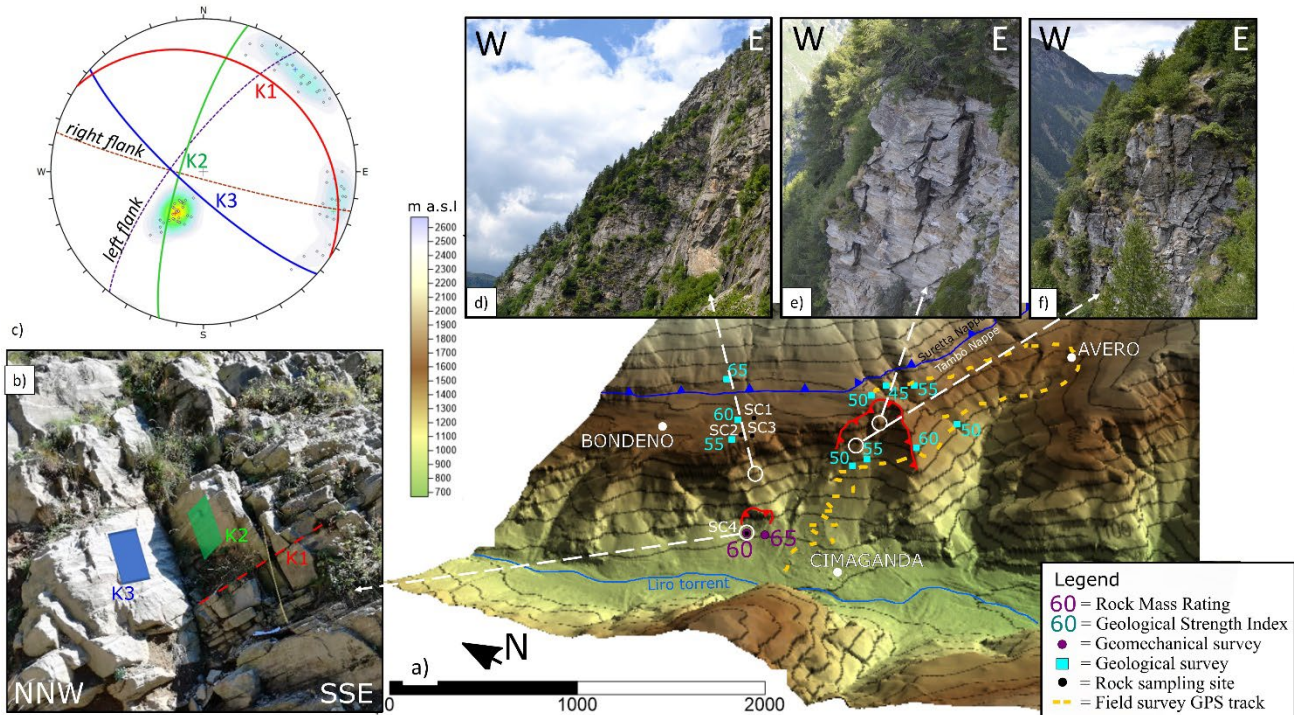 N
W
E
S
K1
K2
K3
right flank
left flank
c)
m a.s.l
2600
2500
2400
2300
2200
2100
2000
1900
1800
1700
1600
1500
1400
1300
1200
1100
1000
900
800
700
W
E
d)
W
E
e)
W
E
f)
b)
K3
K2
K1
NNW
SSE
Suretta Nappe
Tambo Nappe
AVERO
65
60
SC1
SC2
SC3
55
BONDENO
50
45
55
50
60
50
55
SC4
60
65
CIMAGANDA
Liro torrent
N
a)
0
1000
2000
Legend
60 = Rock Mass Rating
60 = Geological Strength Index
= Geomechanical survey
= Geological survey
= Rock sampling site
= Field survey GPS track